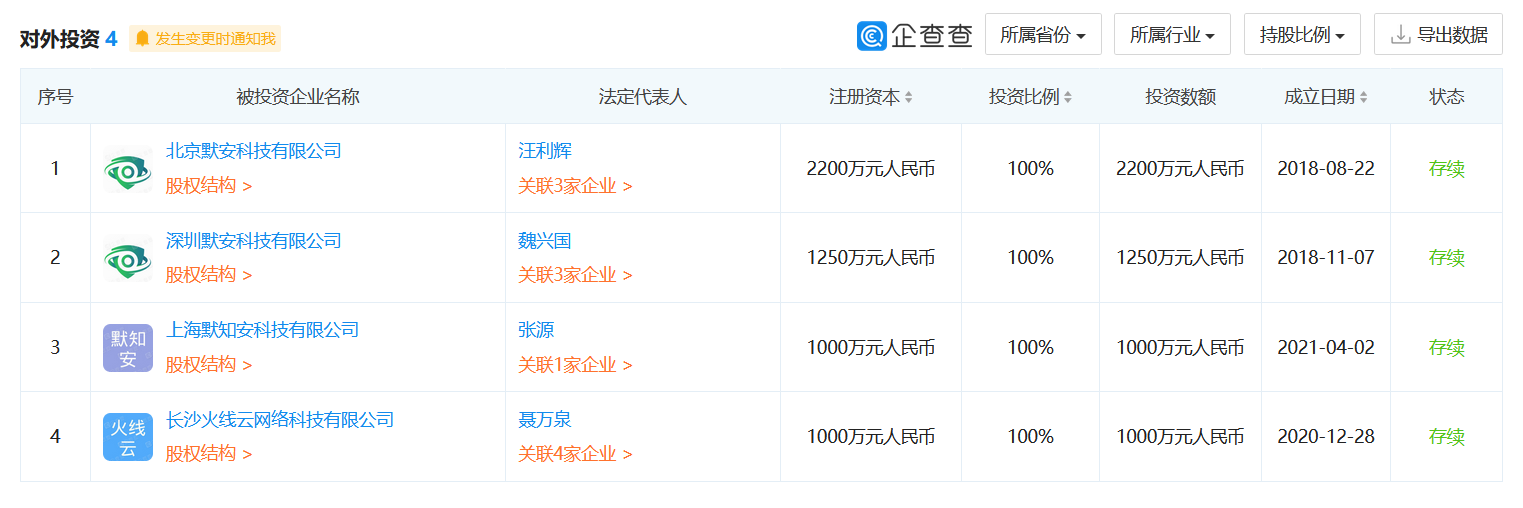 对外投资 4 发生变更时通知我 企查查 所属省份 所属行业 持股比例 导出数据
序号 被投资企业名称 法定代表人 注册资本 投资比例 投资数额 成立日期 状态
北京默安科技有限公司 汪利辉
1 2200万元人民币 100% 2200万元人民币 2018-08-22 存续
股权结构 > 关联3家企业 >
深圳默安科技有限公司 魏兴国
2 1250万元人民币 100% 1250万元人民币 2018-11-07 存续
股权结构 > 关联3家企业 >
默知 上海默知安科技有限公司 张源
3 1000万元人民币 100% 1000万元人民币 2021-04-02 存续
安 股权结构 > 关联1家企业 >
火线 长沙火线云网络科技有限公司 聂万泉
4 1000万元人民币 100% 1000万元人民币 2020-12-28 存续
云 股权结构 > 关联4家企业 >